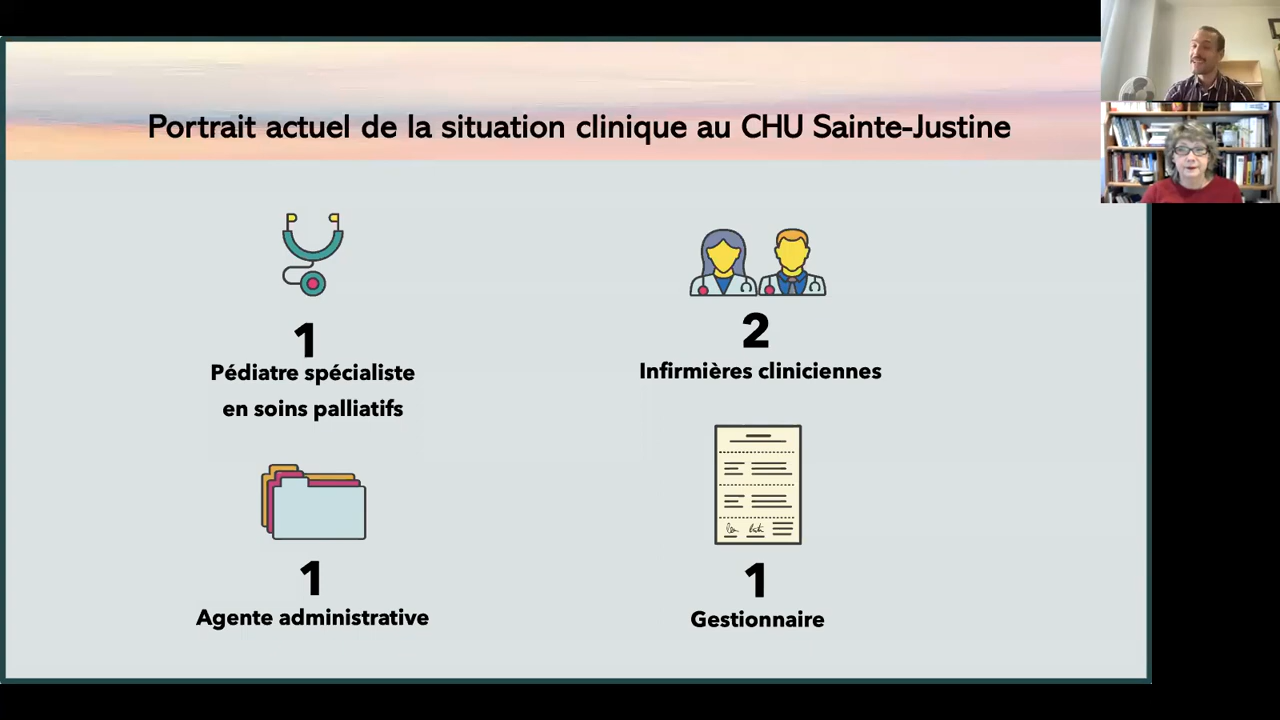 Portrait actuel de la situation clinique au CHU Sainte-Justine
1
Pédiatre spécialiste
en soins palliatifs
2
Infirmières cliniciennes
1
Agente administrative
1
Gestionnaire